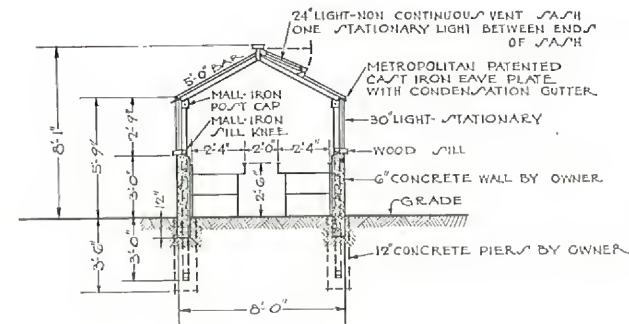 24" LIGHT-NON CONTINUOUS VENT SASH
ONE STATIONARY LIGHT BETWEEN ENDS
OF SASH
5'-0" BAR
METROPOLITAN PATENTED
CAST IRON EAVE PLATE
WITH CONDENSATION GUTTER
MALL-IRON
POST CAP
30" LIGHT-STATIONARY
MALL-IRON
SILL KNEE
2'-4" 2'-0" 2'-4"
WOOD SILL
8'-1"
5'-9"
2'-9"
3'-0"
2'-6"
6" CONCRETE WALL BY OWNER
GRADE
12"
3'-6"
3'-0"
12" CONCRETE PIERS BY OWNER
8'-0"